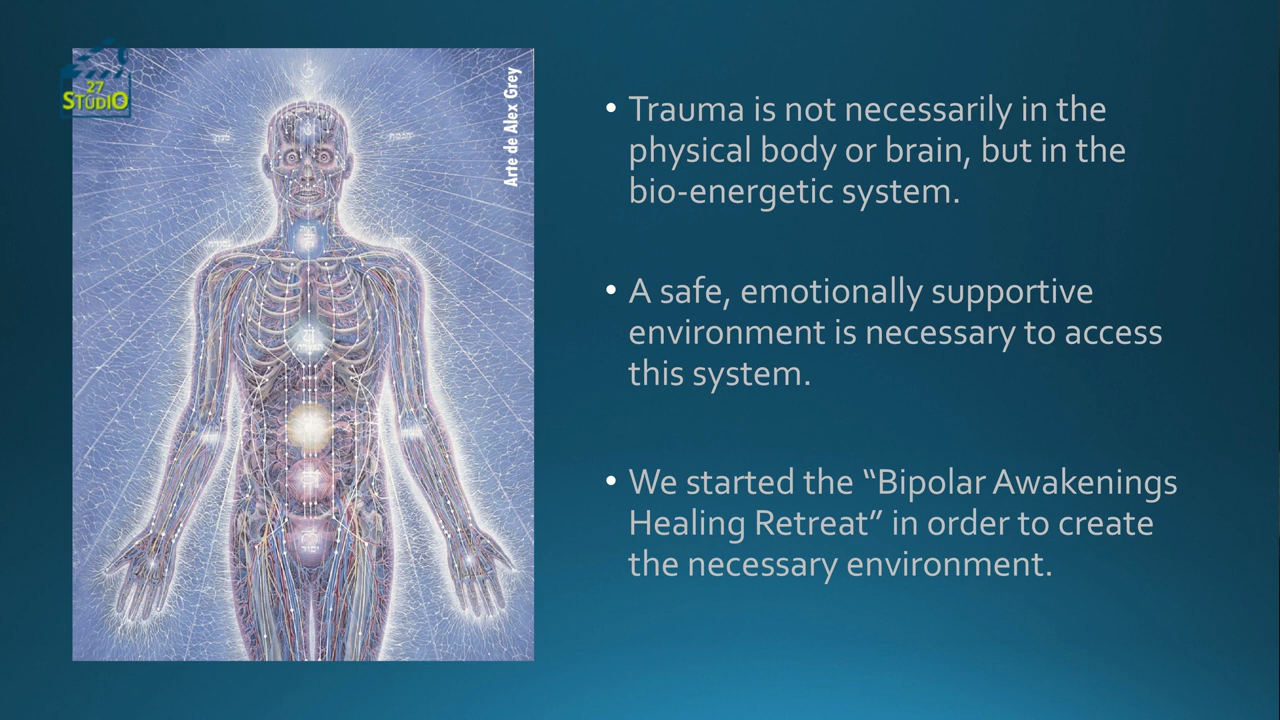 27
STUDIO
Arte de Alex Grey
• Trauma is not necessarily in the
physical body or brain, but in the
bio-energetic system.
• A safe, emotionally supportive
environment is necessary to access
this system.
• We started the “Bipolar Awakenings
Healing Retreat” in order to create
the necessary environment.